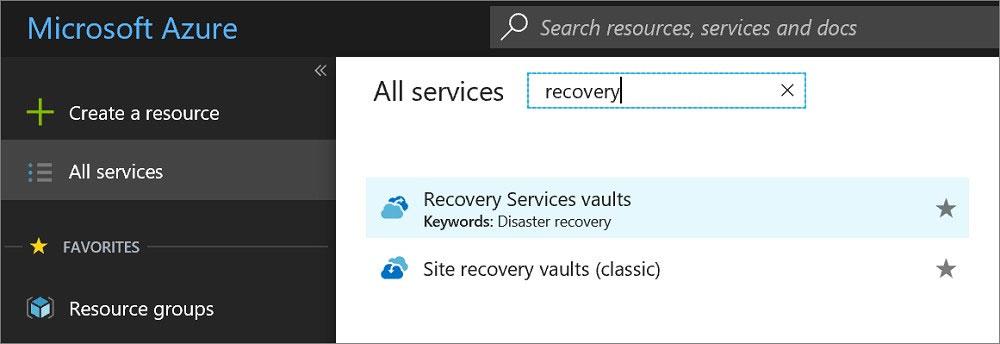 Microsoft Azure
Search resources, services and docs
Create a resource
All services
FAVORITES
Resource groups
All services
recovery
Recovery Services vaults
Keywords: Disaster recovery
Site recovery vaults (classic)